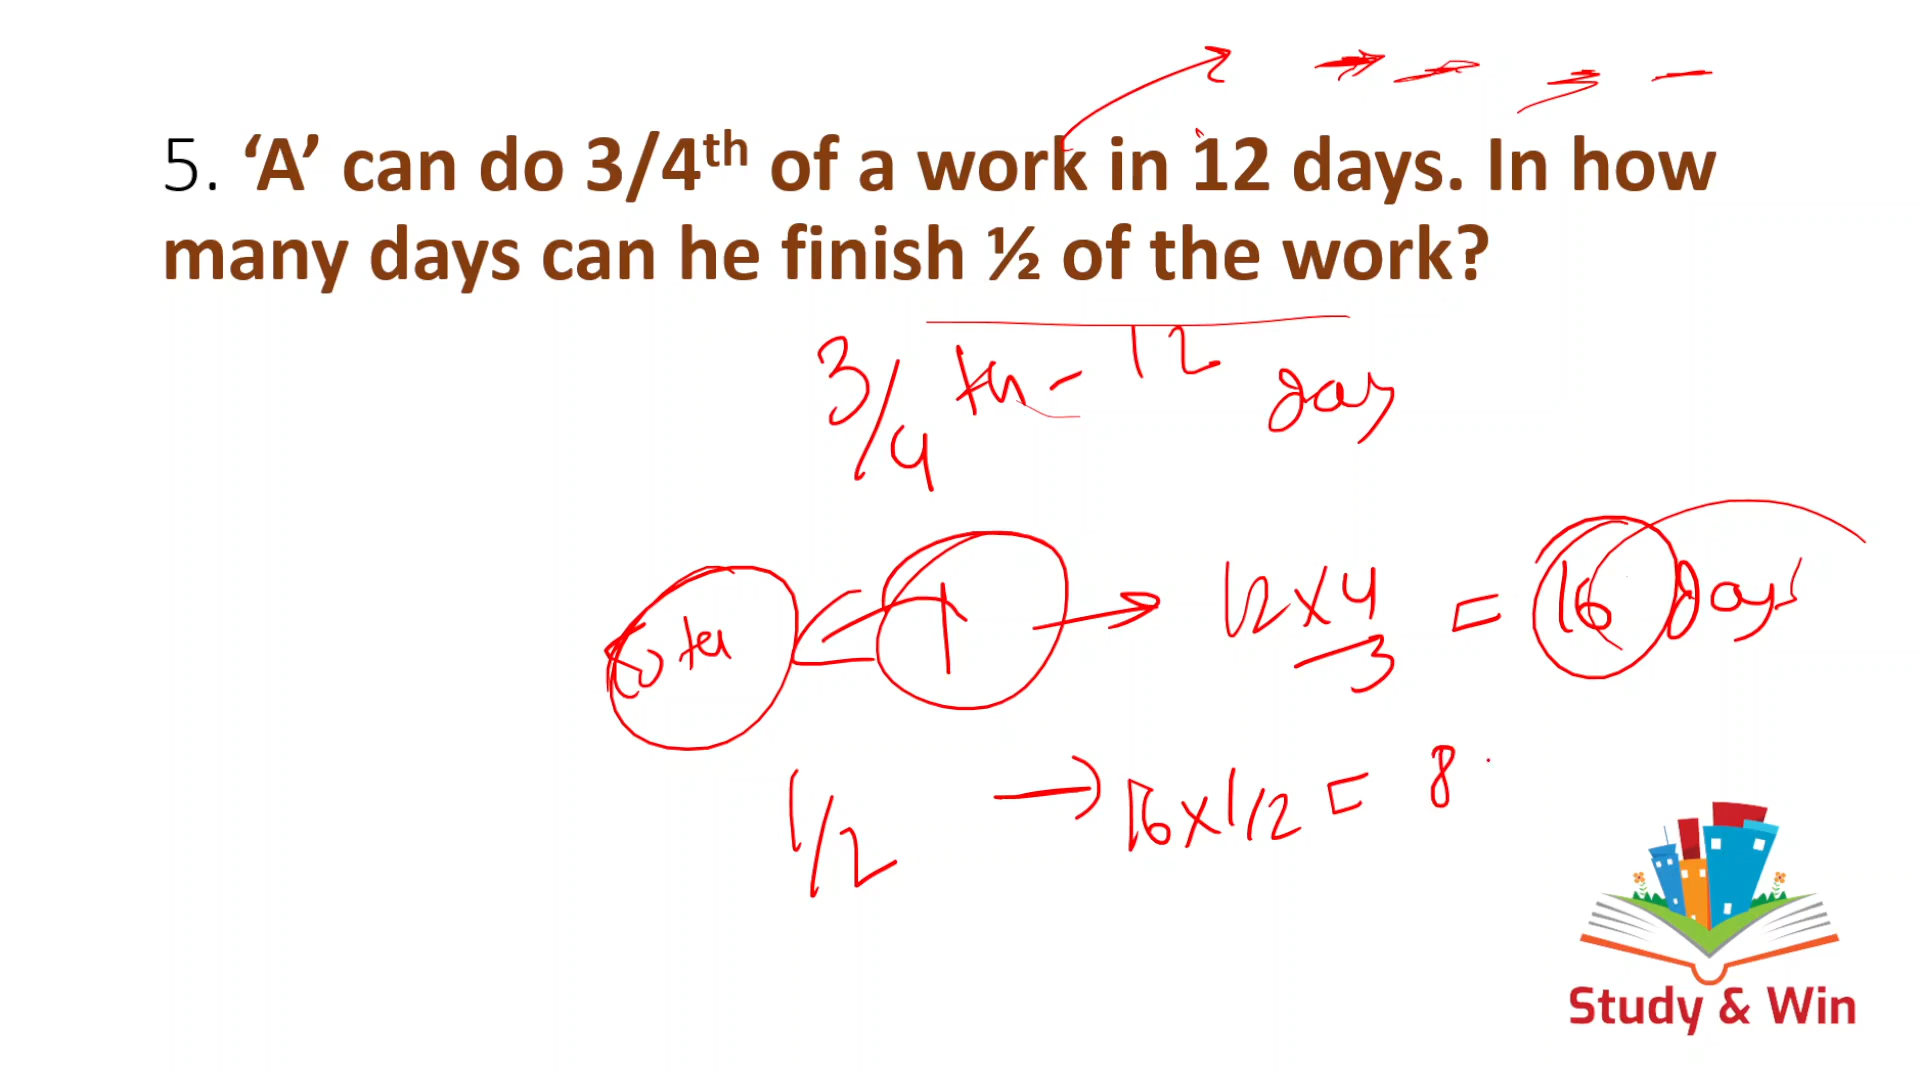 5. ‘A’ can do 3/4th of a work in 12 days. In how
many days can he finish ½ of the work?
3/4 th - 12 days
1 → 12 x 4/3 = 16 days
1/2 → 16 x 1/2 = 8
Study & Win